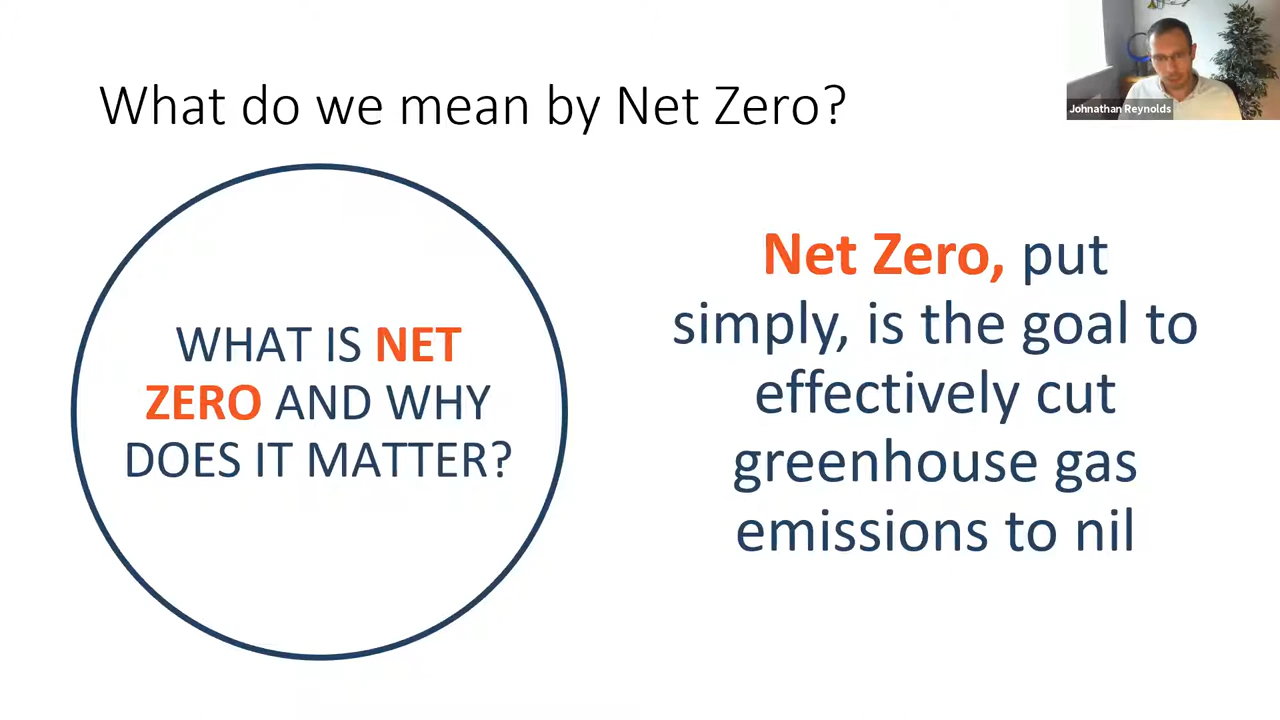 What do we mean by Net Zero?
Johnathan Reynolds
WHAT IS NET
ZERO AND WHY
DOES IT MATTER?
Net Zero, put
simply, is the goal to
effectively cut
greenhouse gas
emissions to nil